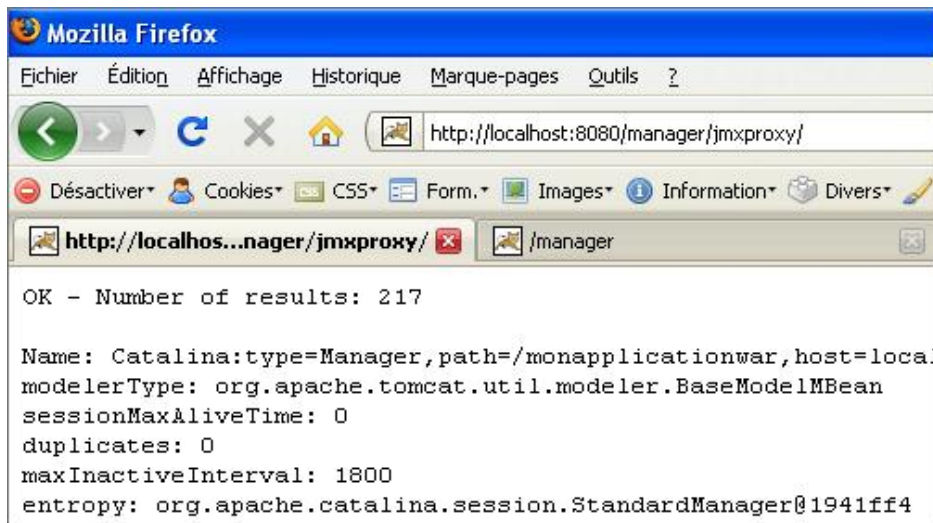 Mozilla Firefox
Fichier Édition Affichage Historique Marque-pages Outils ?
http://localhost:8080/manager/jmxproxy/
Désactiver Cookies CSS Form. Images Information Divers
http://localhos...nager/jmxproxy/ /manager
OK - Number of results: 217
Name: Catalina:type=Manager,path=/monapplicationwar,host=local
modelerType: org.apache.tomcat.util.modeler.BaseModelMBean
sessionMaxAliveTime: 0
duplicates: 0
maxInactiveInterval: 1800
entropy: org.apache.catalina.session.StandardManager@1941ff4